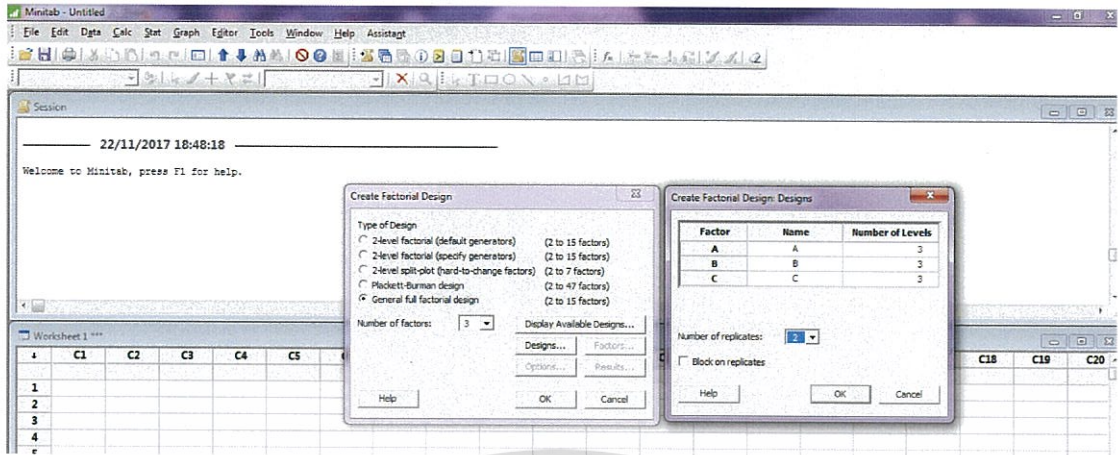 Minitab - Untitled
File Edit Data Calc Stat Graph Editor Tools Window Help Assistant
Session
22/11/2017 18:48:18
Welcome to Minitab, press F1 for help.
Create Factorial Design
Type of Design
2-level factorial (default generators) (2 to 15 factors)
2-level factorial (specify generators) (2 to 15 factors)
2-level split-plot (hard-to-change factors) (2 to 7 factors)
Plackett-Burman design (2 to 47 factors)
General full factorial design (2 to 15 factors)
Number of factors: 3 Display Available Designs...
Designs... Factors...
Options... Results...
Help OK Cancel
Create Factorial Design: Designs
Factor Name Number of Levels
A A 3
B B 3
C C 3
Number of replicates: 2
Block on replicates
Help OK Cancel
Worksheet 1 ***
C1 C2 C3 C4 C5 C18 C19 C20
1
2
3
4